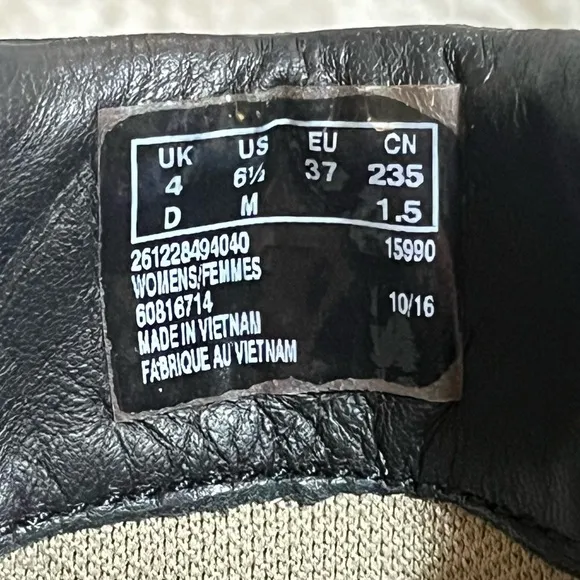 UK US EU CN
4 6½ 37 235
D M 1.5
261228494040 15990
WOMENS/FEMMES
60816714 10/16
MADE IN VIETNAM
FABRIQUE AU VIETNAM